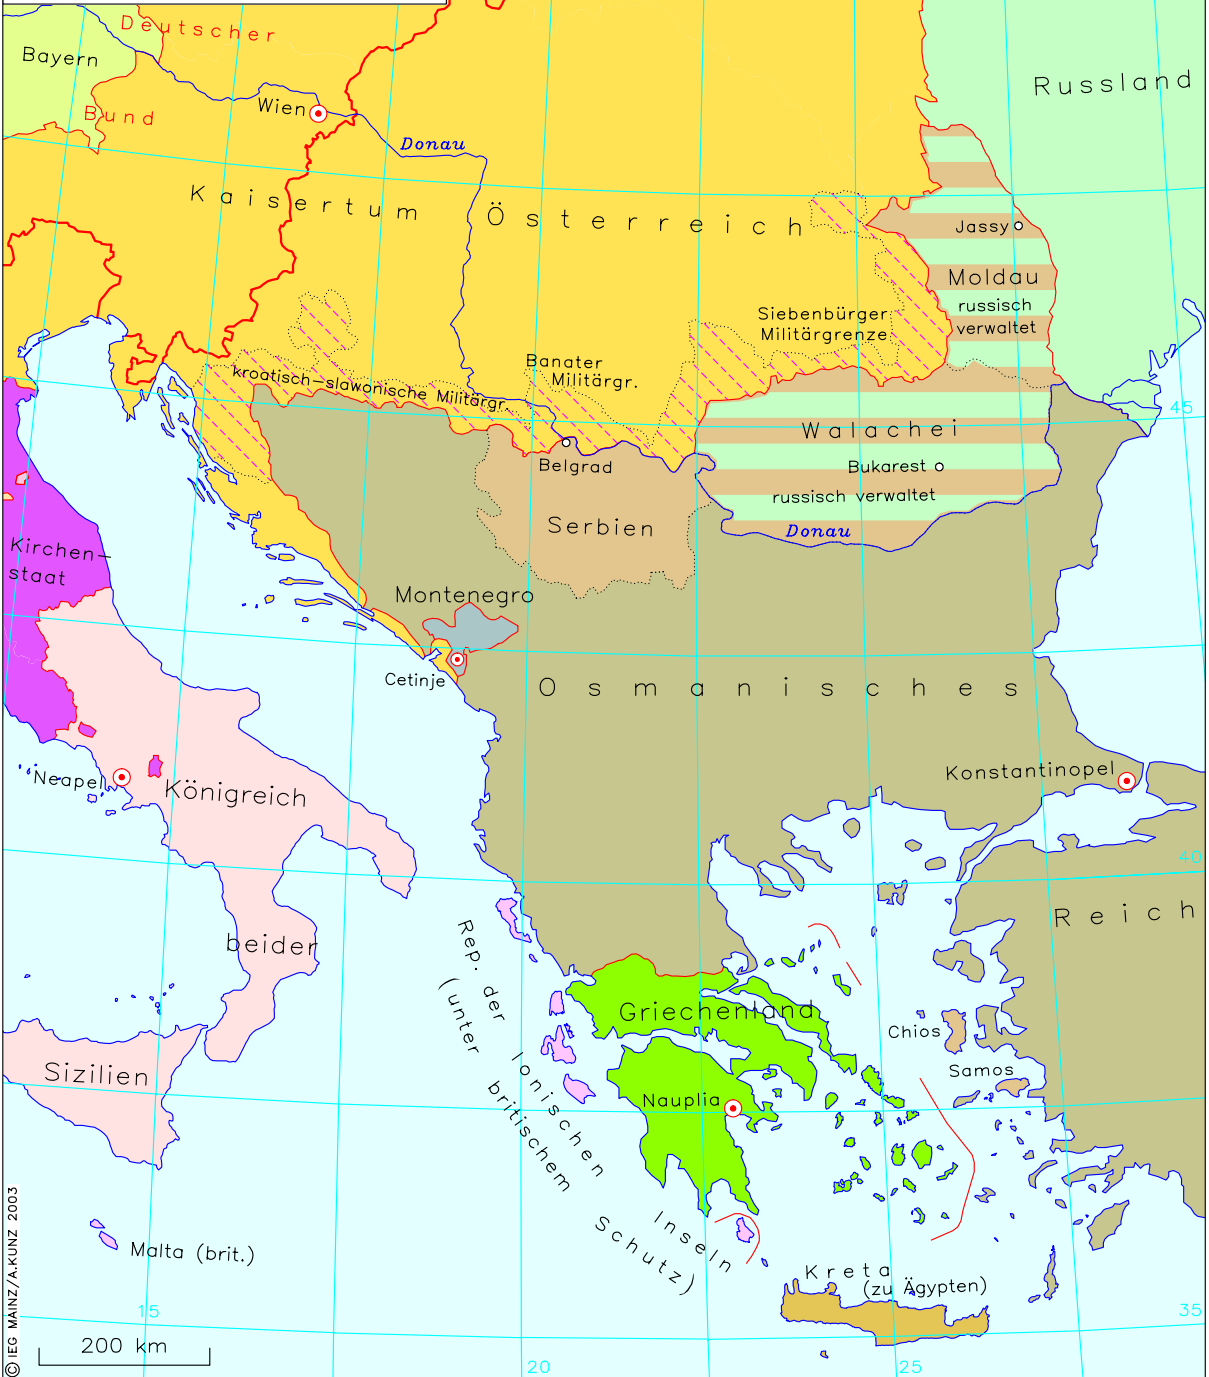 Deutscher
Bayern
Russland
Wien
Bund
Donau
Kaisertum Österreich
Jassy
Moldau
russisch
verwaltet
Siebenbürger
Militärgrenze
Banater
Militärgr.
kroatisch-slawonische Militärgr.
45
Walachei
Belgrad
Bukarest
russisch verwaltet
Serbien
Donau
Kirchen-
staat
Montenegro
Cetinje
Osmanisches
Konstantinopel
Neapel
Königreich
40
Reich
beider
Rep. der Ionischen Inseln
(unter britischem Schutz)
Griechenland
Chios
Sizilien
Samos
Nauplia
Malta (brit.)
Kreta
(zu Ägypten)
15
35
200 km
20
25
© IEG MAINZ/A.KUNZ 2003